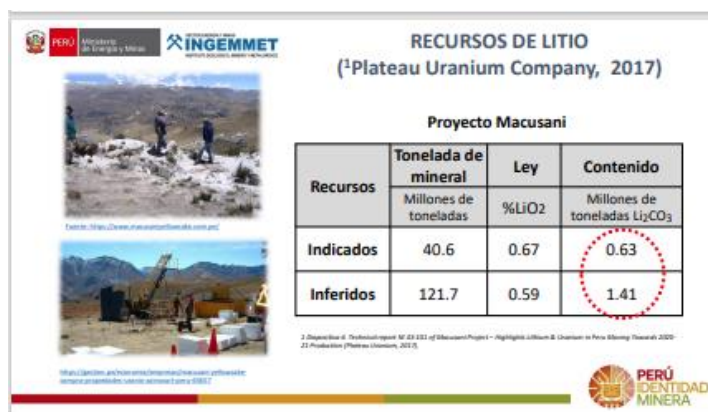 PERÚ
Ministerio
de Energía y Minas
INGEMMET
RECURSOS DE LITIO
(¹Plateau Uranium Company, 2017)
Proyecto Macusani
Recursos
Tonelada de
mineral
Ley
Contenido
Millones de
toneladas
%LiO2
Millones de
toneladas Li₂CO₃
Indicados
40.6
0.67
0.63
Inferidos
121.7
0.59
1.41
PERÚ
IDENTIDAD
MINERA